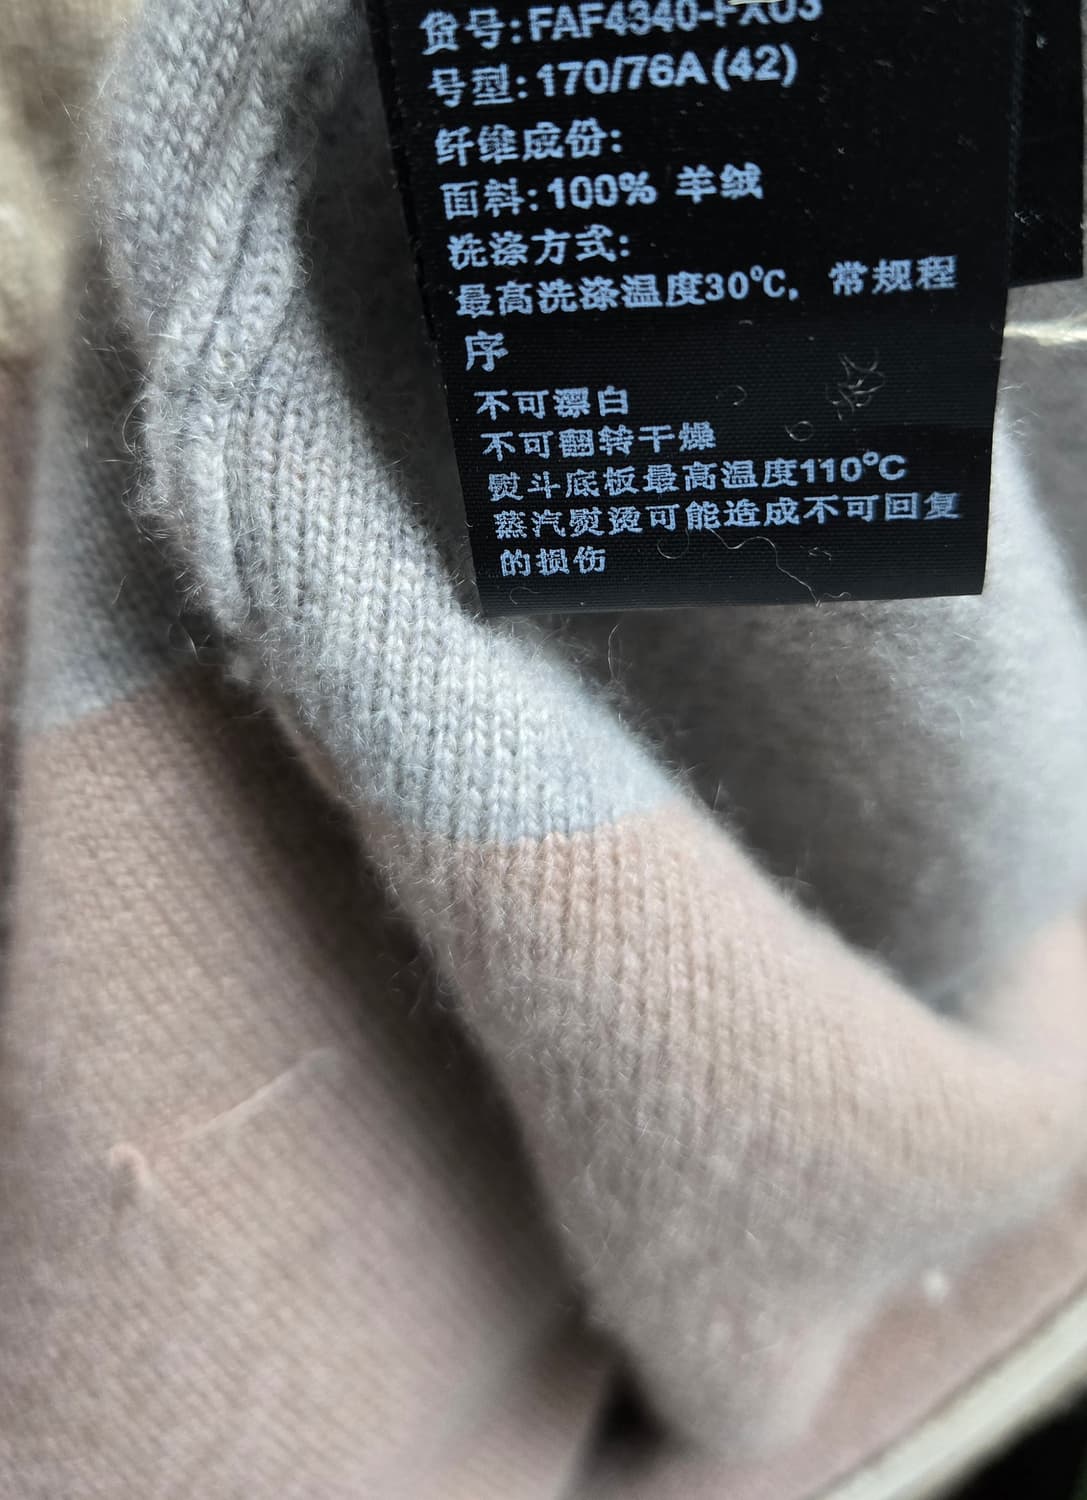 货号:FAF4340-FX03
号型:170/76A(42)
纤维成份:
面料:100% 羊绒
洗涤方式:
最高洗涤温度30℃, 常规程
序
不可漂白
不可翻转干燥
熨斗底板最高温度110℃
蒸汽熨烫可能造成不可回复
的损伤